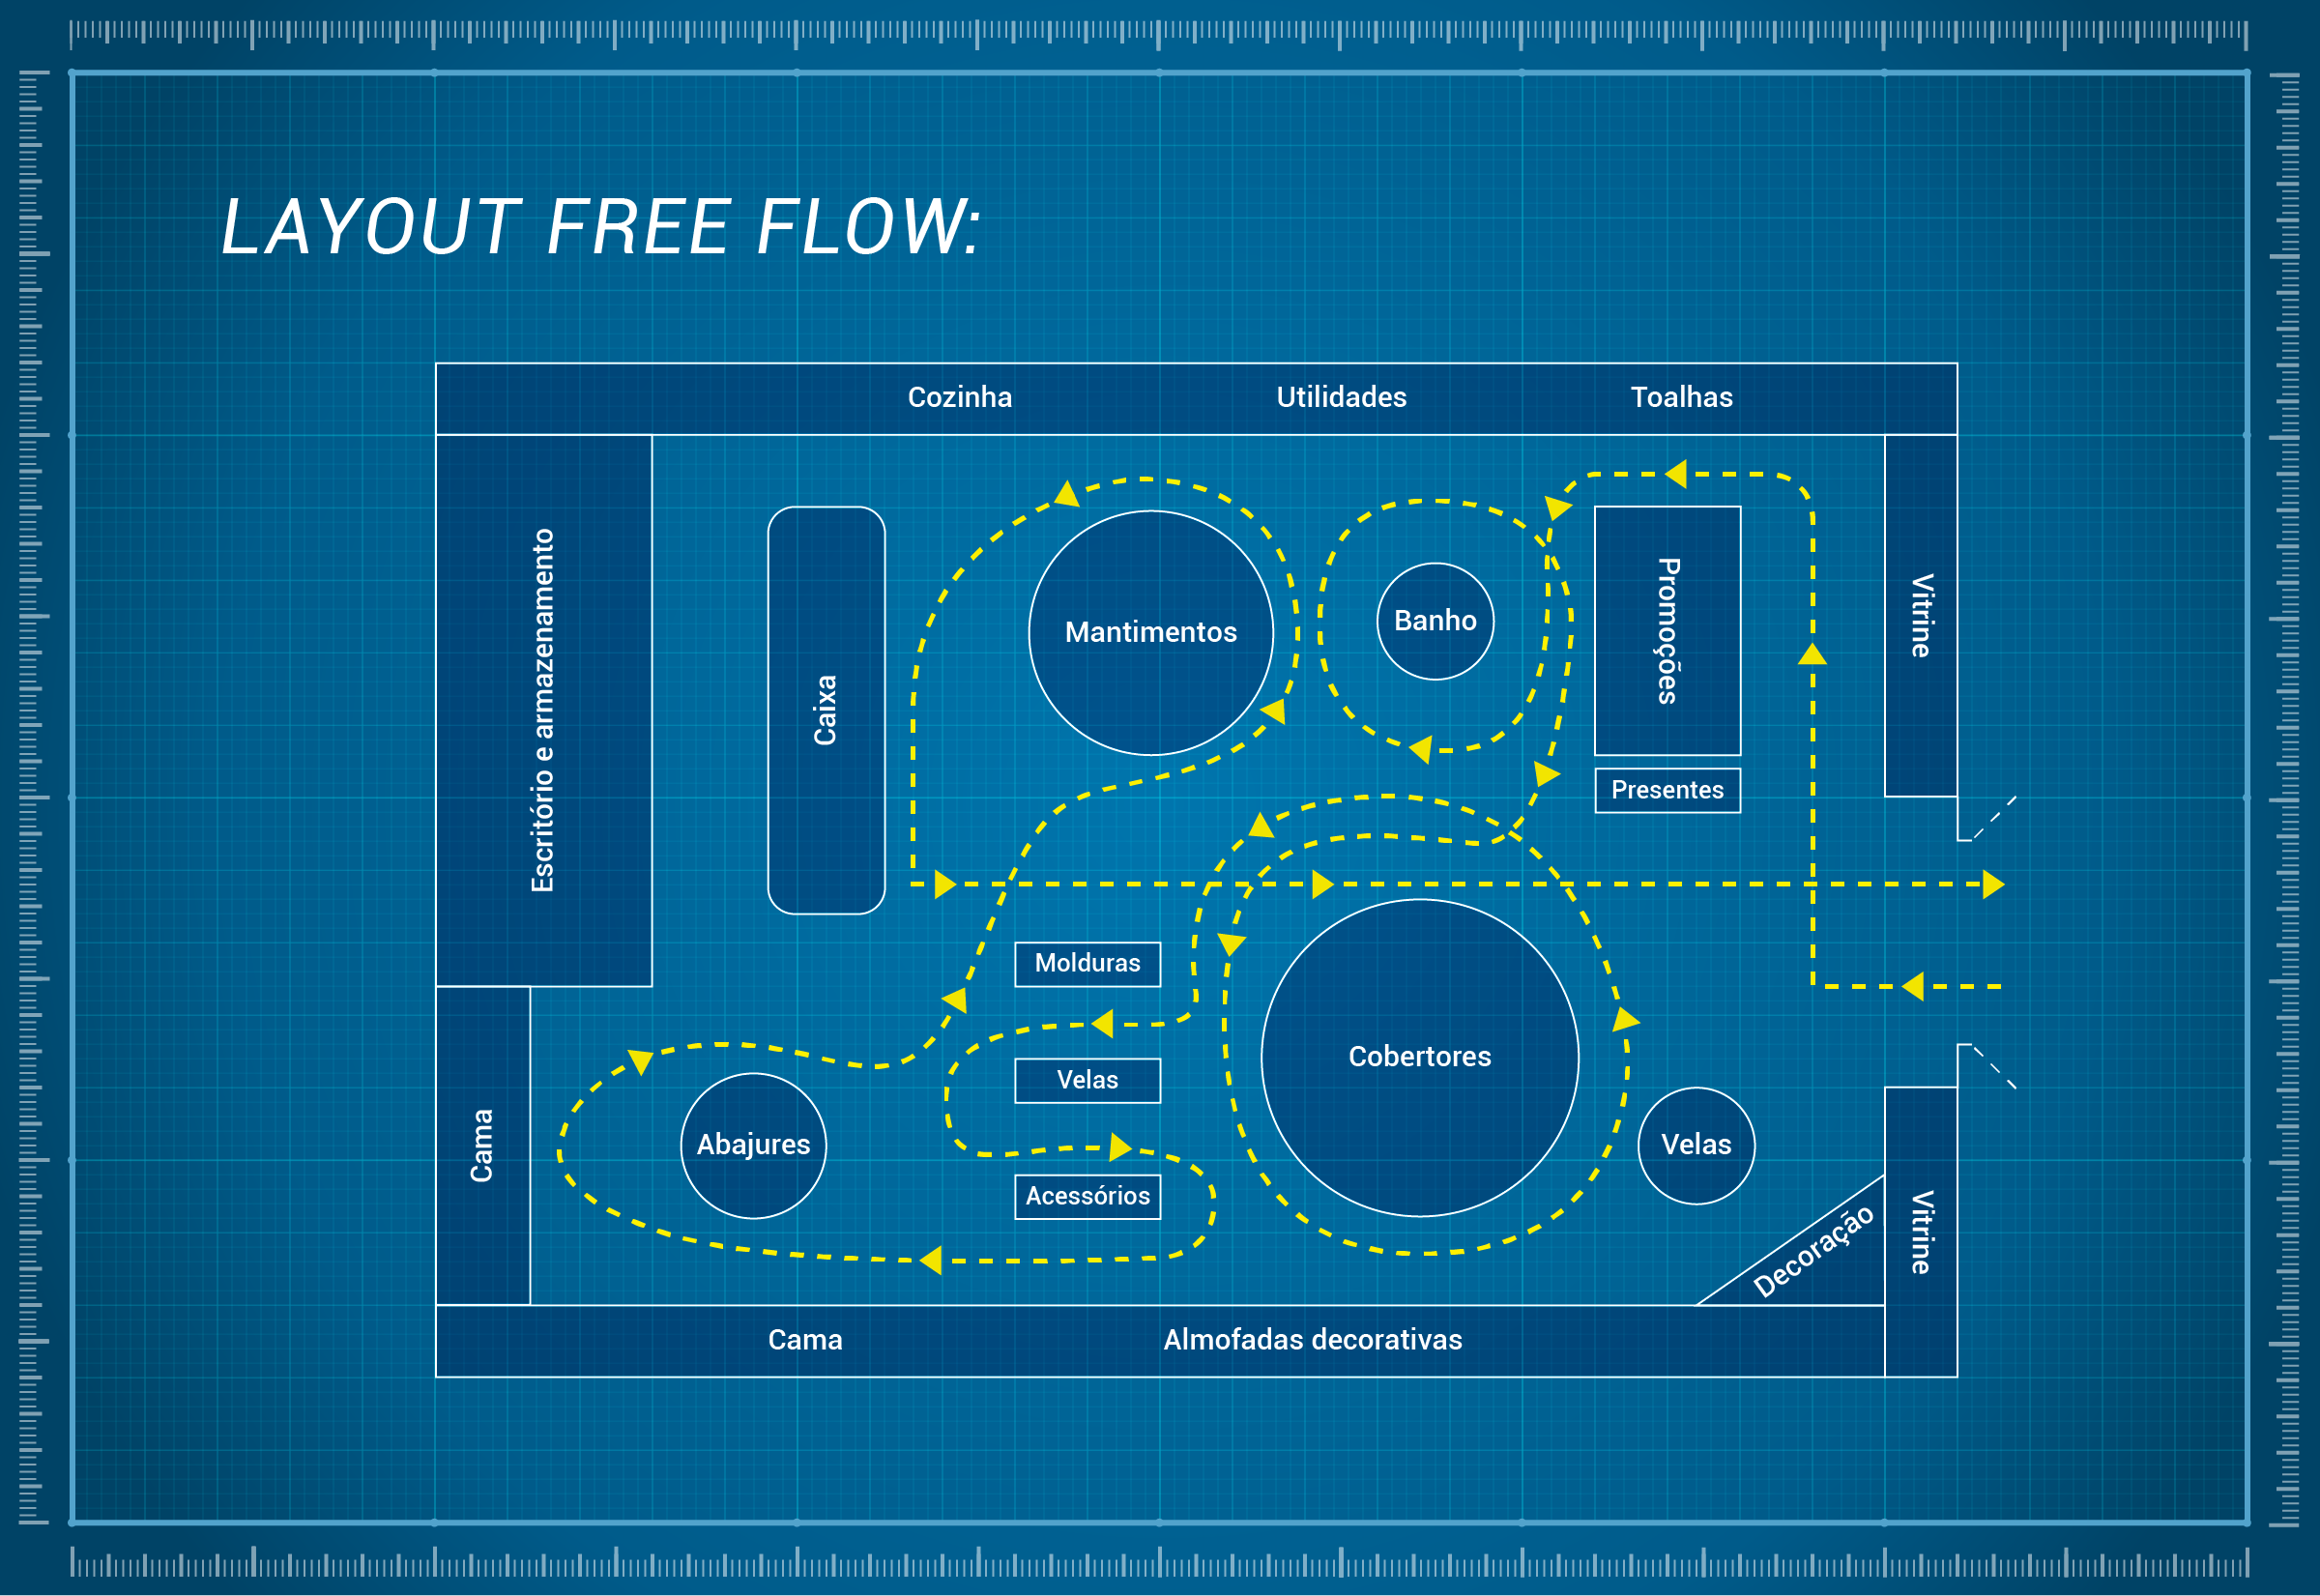 LAYOUT FREE FLOW:
Cozinha
Utilidades
Toalhas
Escritório e armazenamento
Caixa
Mantimentos
Banho
Promoções
Vitrine
Presentes
Molduras
Velas
Acessórios
Cobertores
Velas
Abajures
Cama
Decoração
Vitrine
Cama
Almofadas decorativas